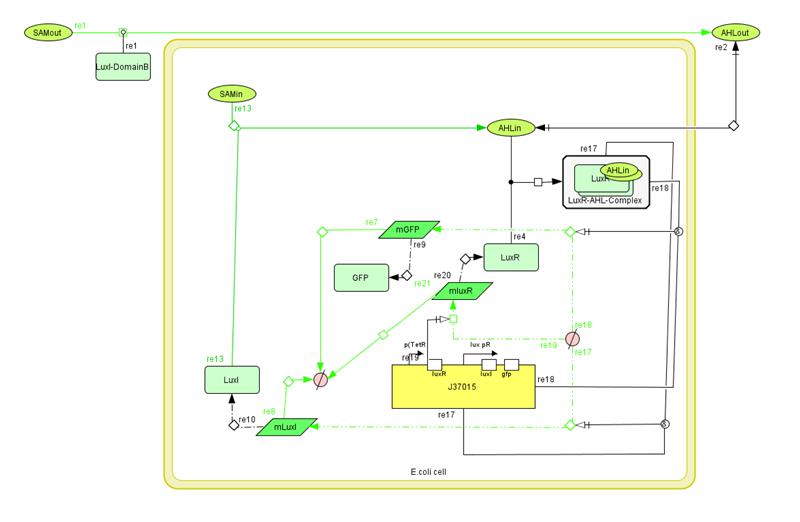 re1
SAMout
AHLout
re1
re2
LuxI-DomainB
SAMin
re13
AHLin
re17
AHLin
LuxR
re18
LuxR-AHL-Complex
re7
mGFP
re9
re4
LuxR
GFP
re20
re21
mluxR
re18
re19
re17
p(TetR
lux pR
re19
re13
luxR
luxI
gfp
LuxI
J37015
re18
re8
re17
re10
mLuxI
E.coli cell